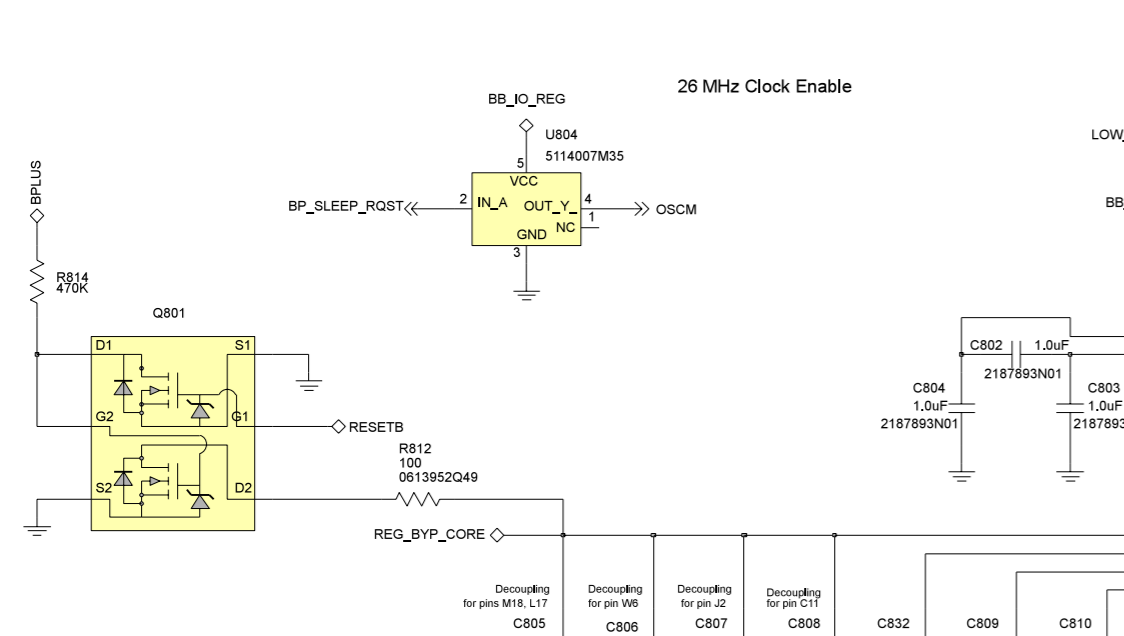 26 MHz Clock Enable
BB_IO_REG
U804
5114007M35
5
VCC
BP_SLEEP_RQST
2
IN_A
OUT_Y_
4
OSCM
1
NC
GND
3
LOW_
BB_
BPLUS
R814
470K
Q801
D1
S1
G2
G1
RESETB
S2
D2
R812
100
0613952Q49
REG_BYP_CORE
C802
1.0uF
2187893N01
C804
1.0uF
2187893N01
C803
1.0uF
2187893
Decoupling
for pins M18, L17
C805
Decoupling
for pin W6
C806
Decoupling
for pin J2
C807
Decoupling
for pin C11
C808
C832
C809
C810